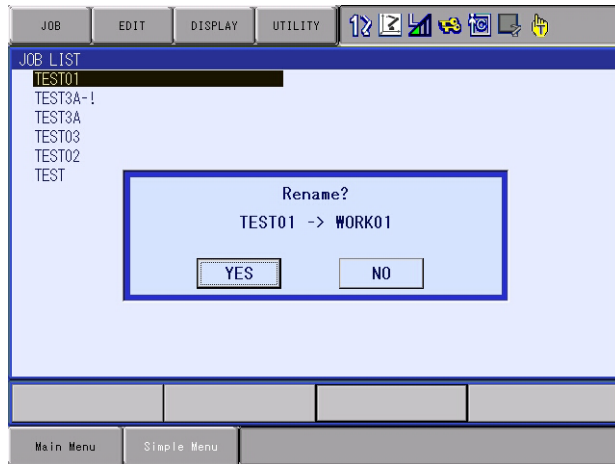 JOB EDIT DISPLAY UTILITY
JOB LIST
TEST01
TEST3A-!
TEST3A
TEST03
TEST02
TEST
Rename?
TEST01 -> WORK01
YES NO
Main Menu Simple Menu